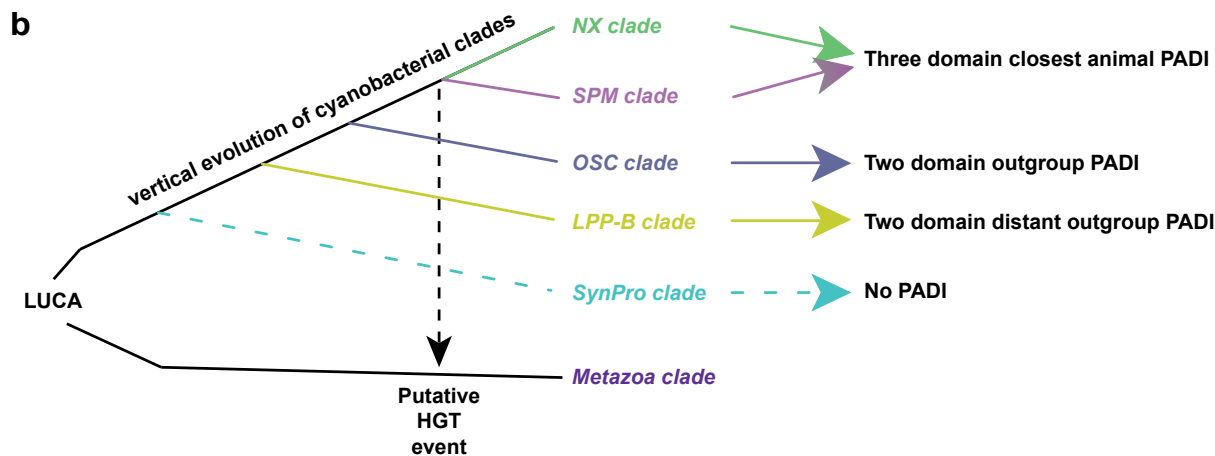 b
vertical evolution of cyanobacterial clades
NX clade
Three domain closest animal PADI
SPM clade
OSC clade
Two domain outgroup PADI
LPP-B clade
Two domain distant outgroup PADI
LUCA
SynPro clade
No PADI
Metazoa clade
Putative
HGT
event